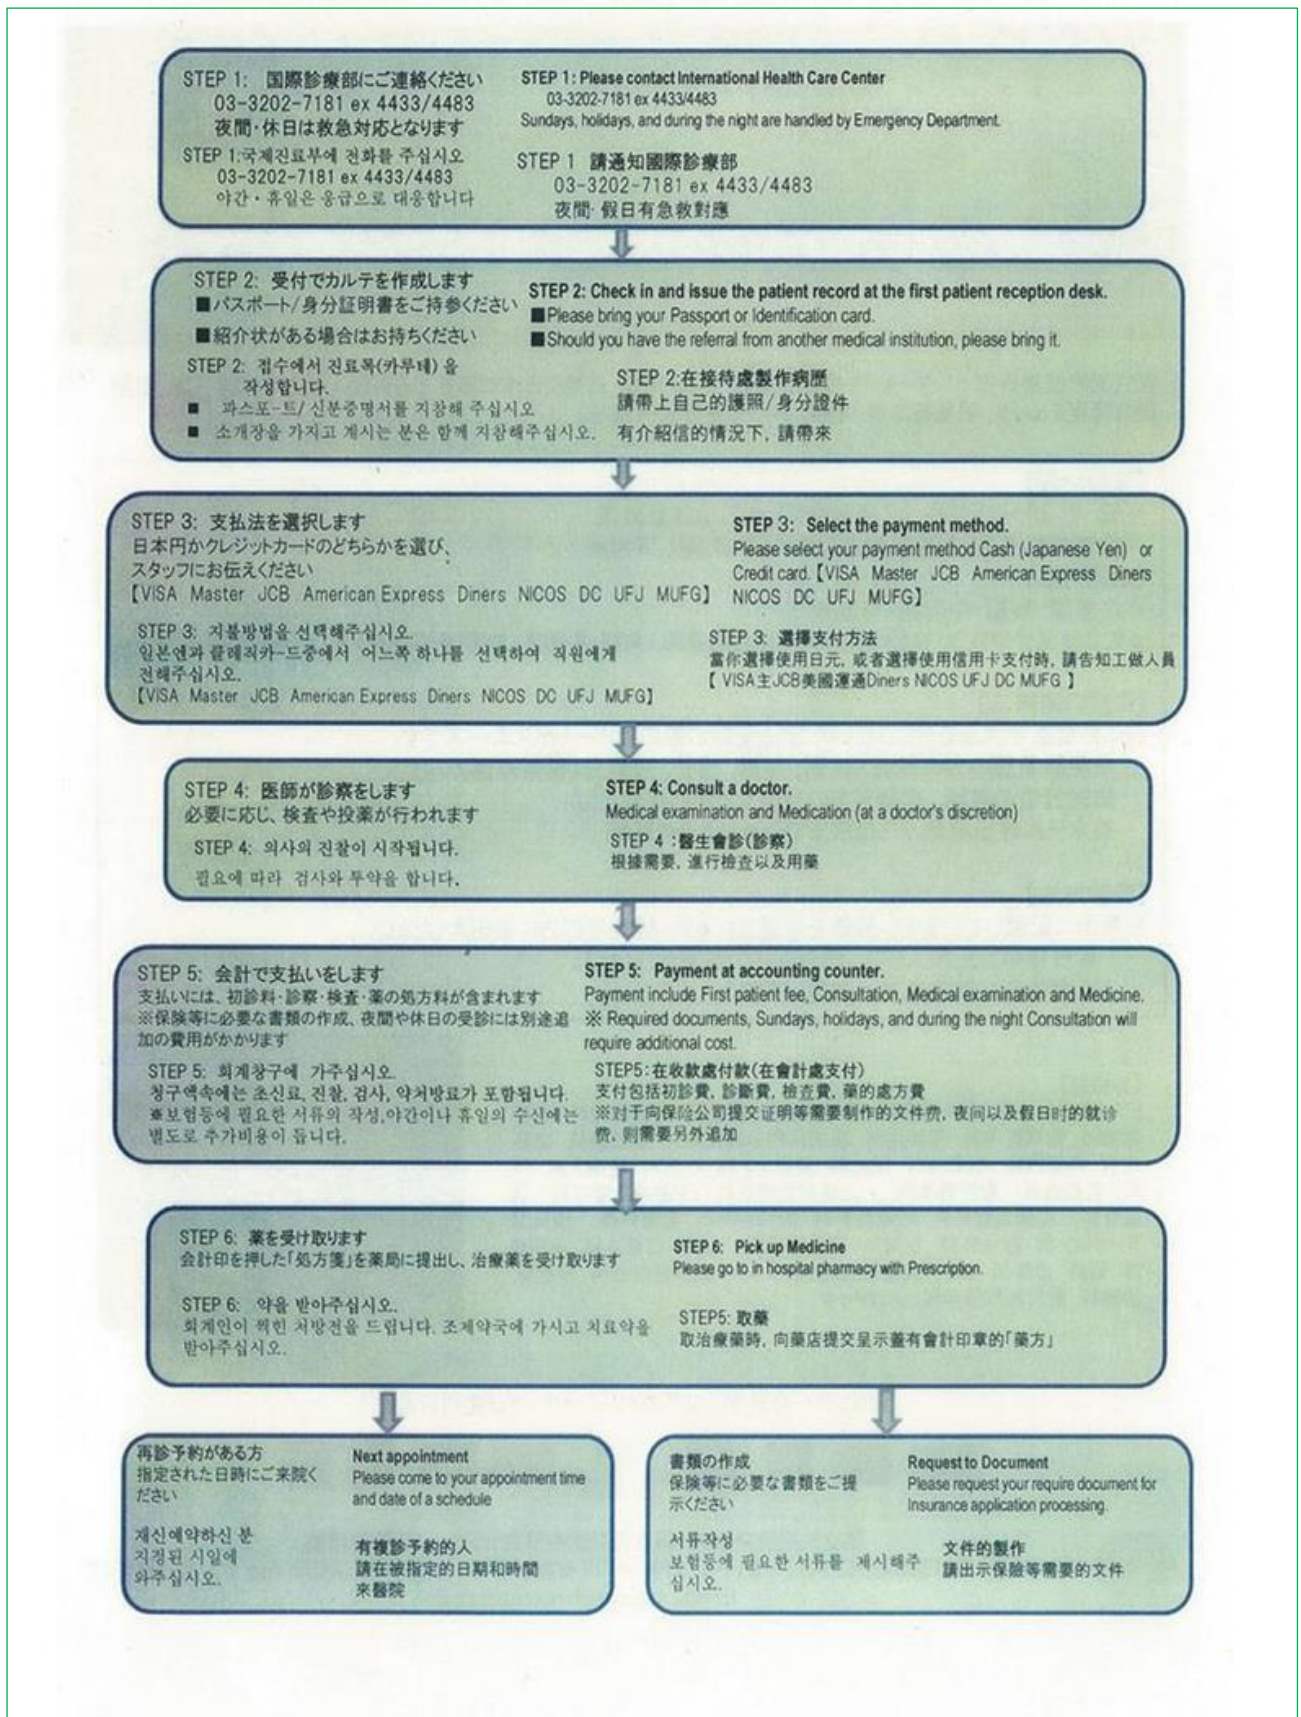 STEP 1: 国際診療部にご連絡ください
03-3202-7181 ex 4433/4483
夜間・休日は救急対応となります
STEP 1: Please contact International Health Care Center
03-3202-7181 ex 4433/4483
Sundays, holidays, and during the night are handled by Emergency Department.
STEP 1:국제진료부에 전화를 주십시오
03-3202-7181 ex 4433/4483
야간・휴일은 응급으로 대응합니다
STEP 1 請通知國際診療部
03-3202-7181 ex 4433/4483
夜間・假日有急救對應
STEP 2: 受付でカルテを作成します
■パスポート/身分証明書をご持参ください
■紹介状がある場合はお持ちください
STEP 2: Check in and issue the patient record at the first patient reception desk.
■Please bring your Passport or Identification card.
■Should you have the referral from another medical institution, please bring it.
STEP 2: 접수에서 진료목(카루테) 을
작성합니다.
■ 파스포-트/ 신분증명서를 지참해 주십시오
■ 소개장을 가지고 계시는 분은 함께 지참해주십시오.
STEP 2:在接待處製作病歷
請帶上自己的護照/身分證件
有介紹信的情況下, 請帶來
STEP 3: 支払法を選択します
日本円かクレジットカードのどちらかを選び、
スタッフにお伝えください
【VISA Master JCB American Express Diners NICOS DC UFJ MUFG】
STEP 3: Select the payment method.
Please select your payment method Cash (Japanese Yen) or
Credit card.【VISA Master JCB American Express Diners
NICOS DC UFJ MUFG】
STEP 3: 지불방법을 선택해주십시오.
일본엔과 클레직카-드중에서 어느쪽 하나를 선택하여 직원에게
전해주십시오.
【VISA Master JCB American Express Diners NICOS DC UFJ MUFG】
STEP 3: 選擇支付方法
當你選擇使用日元, 或者選擇使用信用卡支付時, 請告知工做人員
【 VISA主JCB美國運通Diners NICOS UFJ DC MUFG 】
STEP 4: 医師が診察をします
必要に応じ、検査や投薬が行われます
STEP 4: Consult a doctor.
Medical examination and Medication (at a doctor's discretion)
STEP 4: 의사의 진찰이 시작됩니다.
필요에 따라 검사와 투약을 합니다.
STEP 4 :醫生會診(診察)
根據需要, 進行檢查以及用藥
STEP 5: 会計で支払いをします
支払いには、初診料・診察・検査・薬の処方料が含まれます
※保険等に必要な書類の作成、夜間や休日の受診には別途追
加の費用がかかります
STEP 5: Payment at accounting counter.
Payment include First patient fee, Consultation, Medical examination and Medicine.
※ Required documents, Sundays, holidays, and during the night Consultation will
require additional cost.
STEP 5: 회계창구에 가주십시오.
청구액속에는 초신료, 진찰, 검사, 약처방료가 포함됩니다.
※보험등에 필요한 서류의 작성,야간이나 휴일의 수신에는
별도로 추가비용이 듭니다.
STEP5: 在收款處付款(在會計處支付)
支付包括初診費, 診斷費, 檢查費, 藥的處方費
※对于向保险公司提交证明等需要制作的文件费, 夜间以及假日时的就诊
费, 则需要另外追加
STEP 6: 薬を受け取ります
会計印を押した「処方箋」を薬局に提出し、治療薬を受け取ります
STEP 6: Pick up Medicine
Please go to in hospital pharmacy with Prescription.
STEP 6: 약을 받아주십시오.
회계인이 찍힌 처방전을 드립니다. 조제약국에 가시고 치료약을
받아주십시오.
STEP5: 取藥
取治療藥時, 向藥店提交呈示蓋有會計印章的「藥方」
再診予約がある方
指定された日時にご来院く
ださい
Next appointment
Please come to your appointment time
and date of a schedule
재신예약하신 분
지정된 시일에
와주십시오.
有複診予約的人
請在被指定的日期和時間
來醫院
書類の作成
保険等に必要な書類をご提
示ください
Request to Document
Please request your require document for
Insurance application processing.
서류작성
보험등에 필요한 서류를 제시해주
십시오.
文件的製作
請出示保險等需要的文件